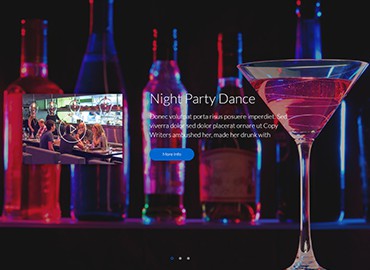 Night Party Dance
Donec volutpat porta risus posuere imperdiet. Sed
viverra dolor sed dolor placerat ornare ut Copy
Writers ambushed her, made her drunk with
More Info